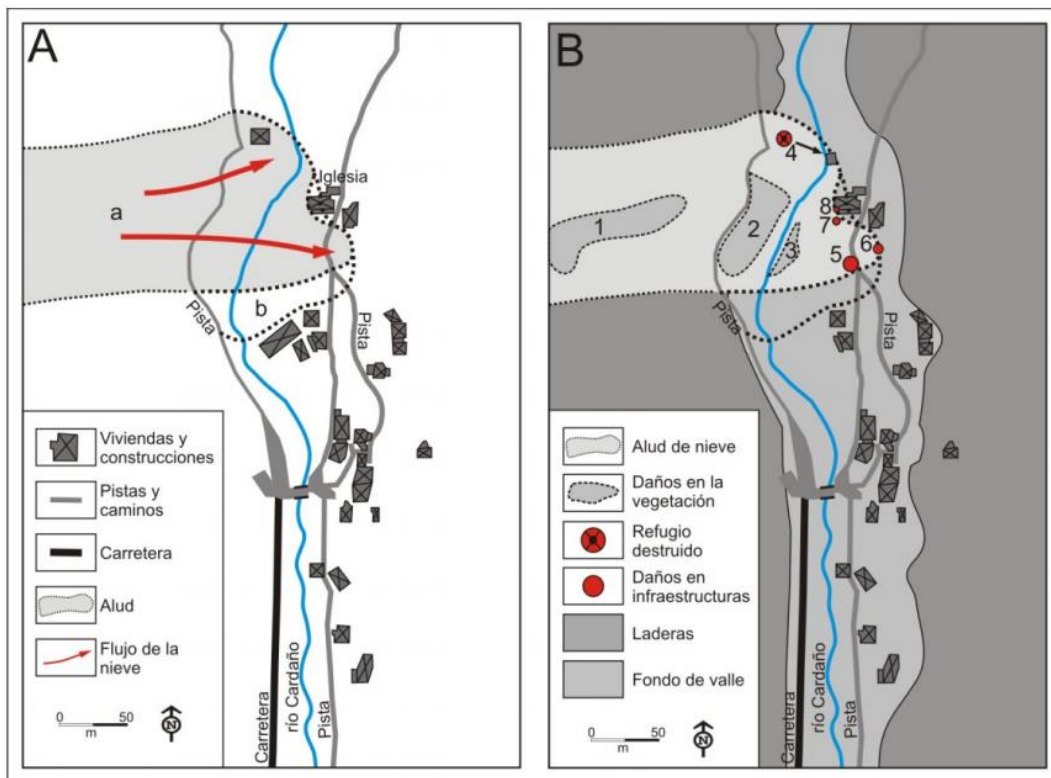 A
Iglesia
a
b
Pista
Pista
Viviendas y
construcciones
Pistas y
caminos
Carretera
Alud
Flujo de la
nieve
0 50
m
N
Carretera
río Cardaño
Pista
B
4
1
2
3
8
7
5
6
Pista
Pista
Alud de nieve
Daños en la
vegetación
Refugio
destruido
Daños en
infraestructuras
Laderas
Fondo de valle
0 50
m
N
Carretera
río Cardaño
Pista